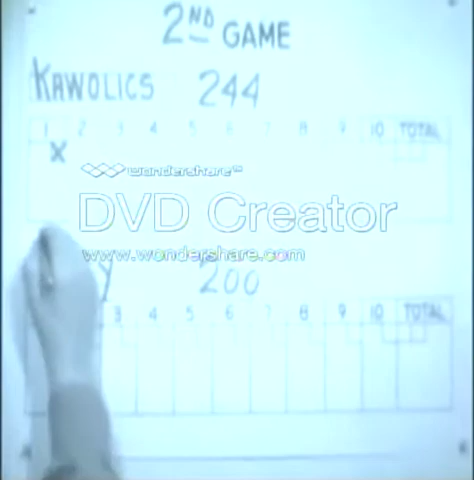 2ND GAME
KAWOLICS 244
1 2 3 4 5 6 7 8 9 10 TOTAL
X
wondershare™
DVD Creator
www.wondershare.com
Y 200
3 4 5 6 7 8 9 10 TOTAL